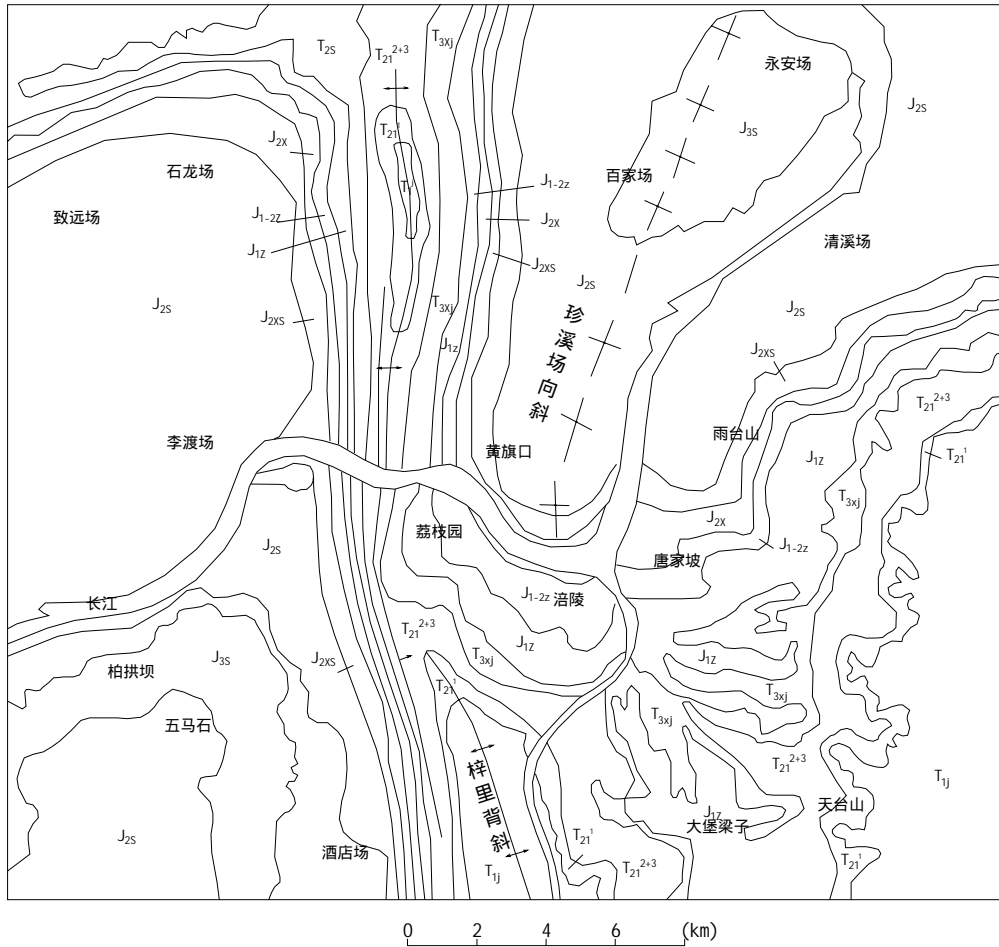 永安场
T2S
T21 2+3
T3Xj
J2S
J3S
T21 1
J2X
石龙场
百家场
J1-2Z
致远场
J1-2Z
J2X
清溪场
J1Z
J2XS
J2S
J2S
T3Xj
J2S
J2XS
珍溪场向斜
J1Z
J2XS
T21 2+3
雨台山
李渡场
黄旗口
J1Z
T21 1
T3xj
J2X
荔枝园
J2S
J1-2Z
唐家坡
J1-2Z
涪陵
长江
T21 2+3
J1Z
J3S
J2XS
T3xj
J1Z
柏拱坝
T21 1
T3xj
五马石
T3xj
梓里背斜
T21 2+3
T1j
天台山
J1Z
大堡梁子
J2S
T21 1
酒店场
T21 1
T21 2+3
T1j
0 2 4 6 (km)